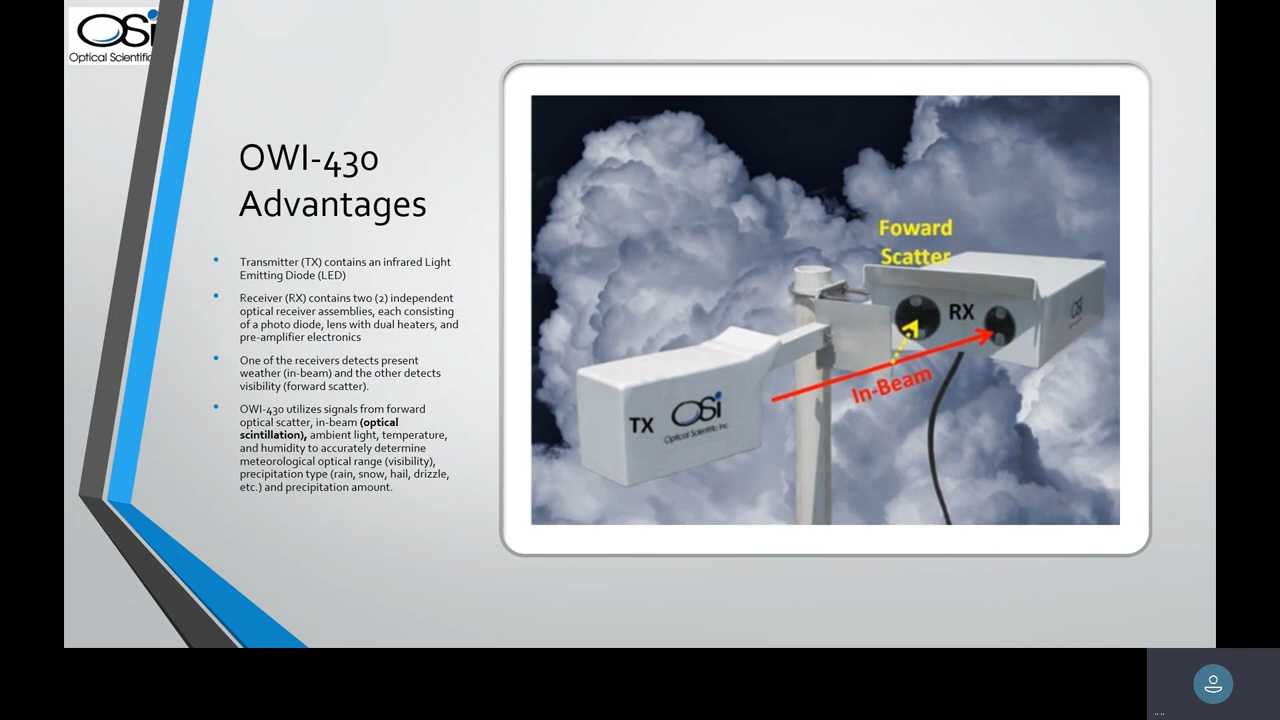 OSi
Optical Scientific
OWI-430
Advantages
Transmitter (TX) contains an infrared Light
Emitting Diode (LED)
Receiver (RX) contains two (2) independent
optical receiver assemblies, each consisting
of a photo diode, lens with dual heaters, and
pre-amplifier electronics
One of the receivers detects present
weather (in-beam) and the other detects
visibility (forward scatter).
OWI-430 utilizes signals from forward
optical scatter, in-beam (optical
scintillation), ambient light, temperature,
and humidity to accurately determine
meteorological optical range (visibility),
precipitation type (rain, snow, hail, drizzle,
etc.) and precipitation amount.
Foward
Scatter
RX
OSi
In-Beam
TX
OSi
Optical Scientific Inc.